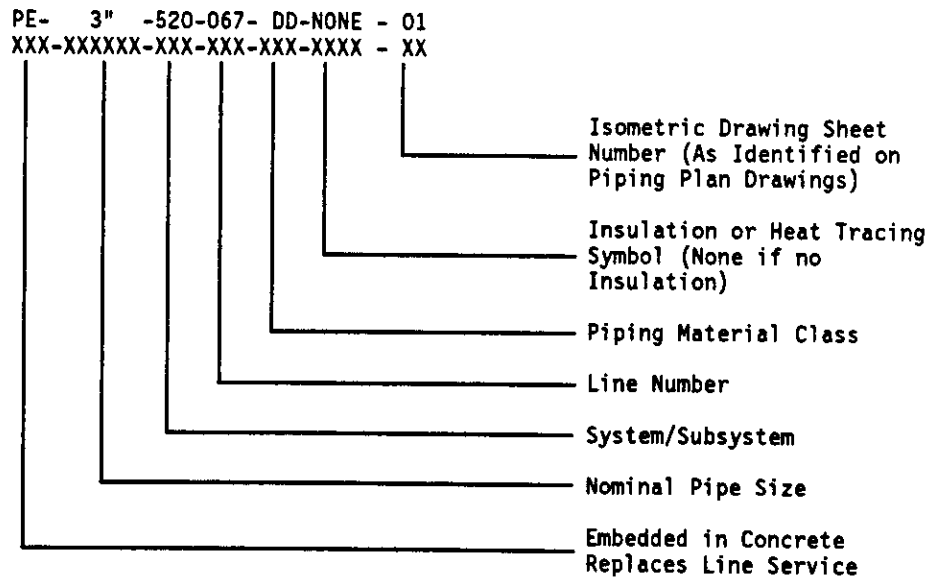 PE- 3" -520-067- DD-NONE - 01
XXX-XXXXXX-XXX-XXX-XXX-XXXX - XX
Isometric Drawing Sheet
Number (As Identified on
Piping Plan Drawings)
Insulation or Heat Tracing
Symbol (None if no
Insulation)
Piping Material Class
Line Number
System/Subsystem
Nominal Pipe Size
Embedded in Concrete
Replaces Line Service